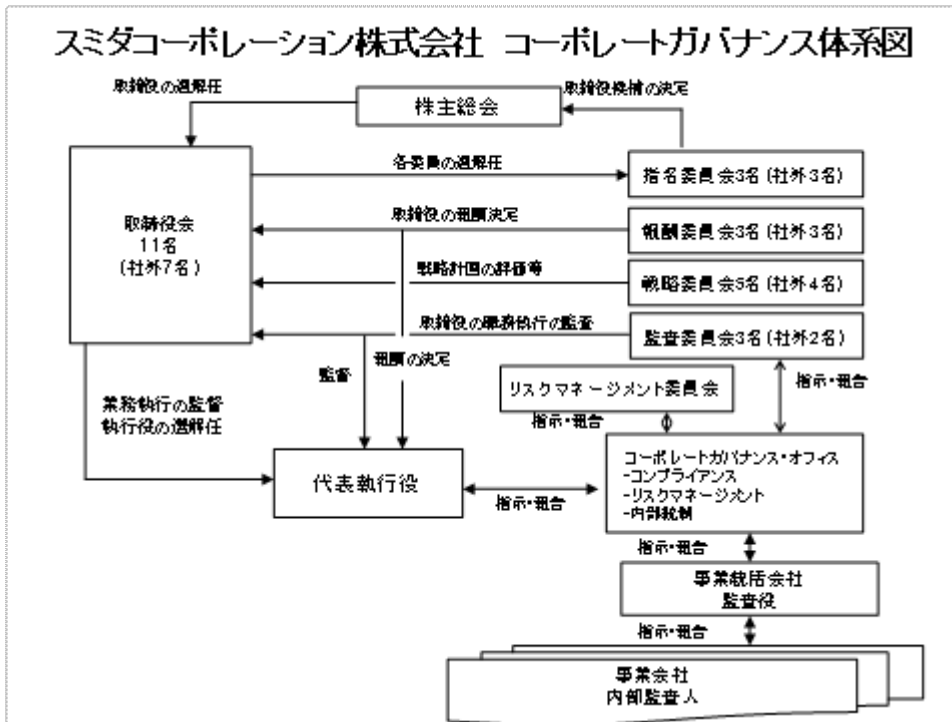 スミダコーポレーション株式会社 コーポレートガバナンス体系図
取締役の選解任
株主総会
取締役候補の決定
各委員の選解任
指名委員会3名(社外3名)
取締役会
11名
(社外7名)
取締役の報酬決定
報酬委員会3名(社外3名)
戦略計画の評価等
戦略委員会5名(社外4名)
取締役の職務執行の監査
監査委員会3名(社外2名)
監督
報酬の決定
指示・報告
リスクマネージメント委員会
業務執行の監督
執行役の選解任
指示・報告
代表執行役
指示・報告
コーポレートガバナンス・オフィス
-コンプライアンス
-リスクマネージメント
-内部統制
指示・報告
事業統括会社
監査役
指示・報告
事業会社
内部監査人